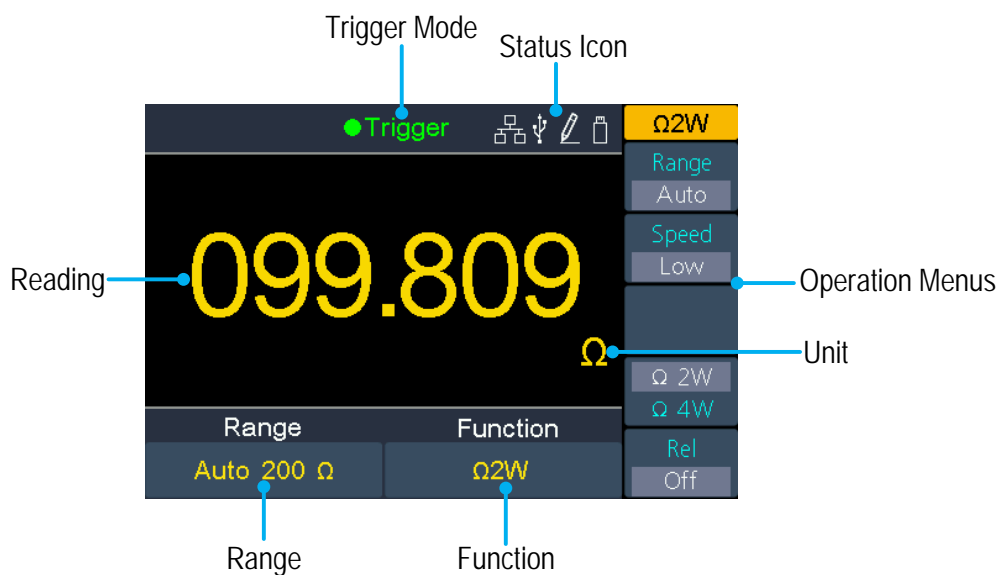 Trigger Mode
Status Icon
Trigger
Ω2W
Range
Auto
Speed
Low
Reading
099.809
Ω
Operation Menus
Unit
Ω 2W
Ω 4W
Range
Function
Rel
Off
Auto 200 Ω
Ω2W
Range
Function